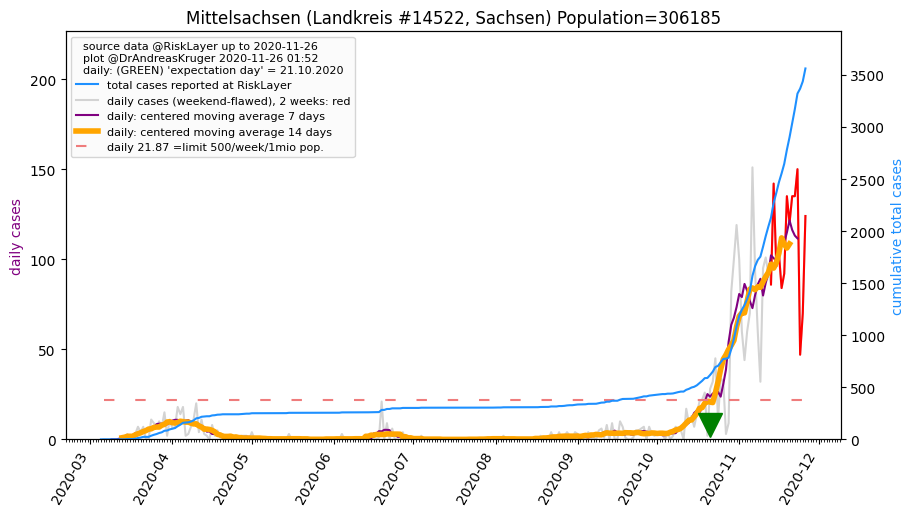 Mittelsachsen (Landkreis #14522, Sachsen) Population=306185
source data @RiskLayer up to 2020-11-26
plot @DrAndreasKruger 2020-11-26 01:52
daily: (GREEN) 'expectation day' = 21.10.2020
total cases reported at RiskLayer
daily cases (weekend-flawed), 2 weeks: red
daily: centered moving average 7 days
daily: centered moving average 14 days
daily 21.87 =limit 500/week/1mio pop.
daily cases
200
150
100
50
0
cumulative total cases
3500
3000
2500
2000
1500
1000
500
0
2020-03
2020-04
2020-05
2020-06
2020-07
2020-08
2020-09
2020-10
2020-11
2020-12